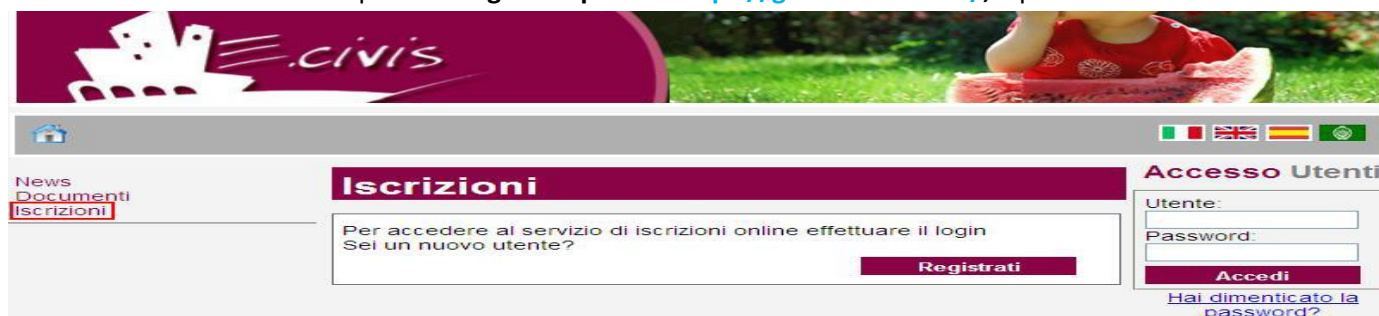 E.civis
News
Documenti
Iscrizioni
Iscrizioni
Per accedere al servizio di iscrizioni online effettuare il login
Sei un nuovo utente?
Registrati
Accesso Utenti
Utente:
Password:
Accedi
Hai dimenticato la
password?